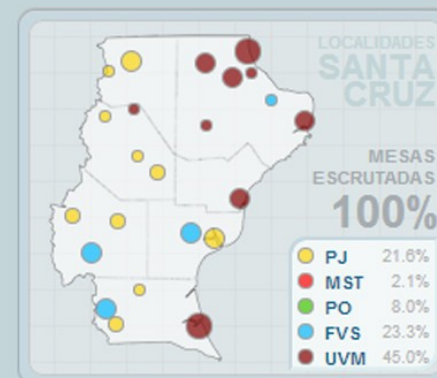 LOCALIDADES
SANTA
CRUZ
MESAS
ESCRUTADAS
100%
PJ 21.6%
MST 2.1%
PO 8.0%
FVS 23.3%
UVM 45.0%